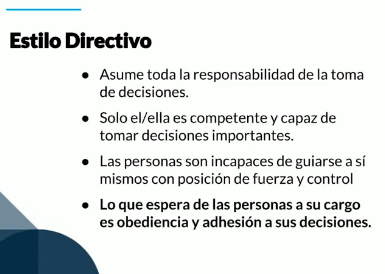 Estilo Directivo
● Asume toda la responsabilidad de la toma
de decisiones.
● Solo el/ella es competente y capaz de
tomar decisiones importantes.
● Las personas son incapaces de guiarse a sí
mismos con posición de fuerza y control
● Lo que espera de las personas a su cargo
es obediencia y adhesión a sus decisiones.